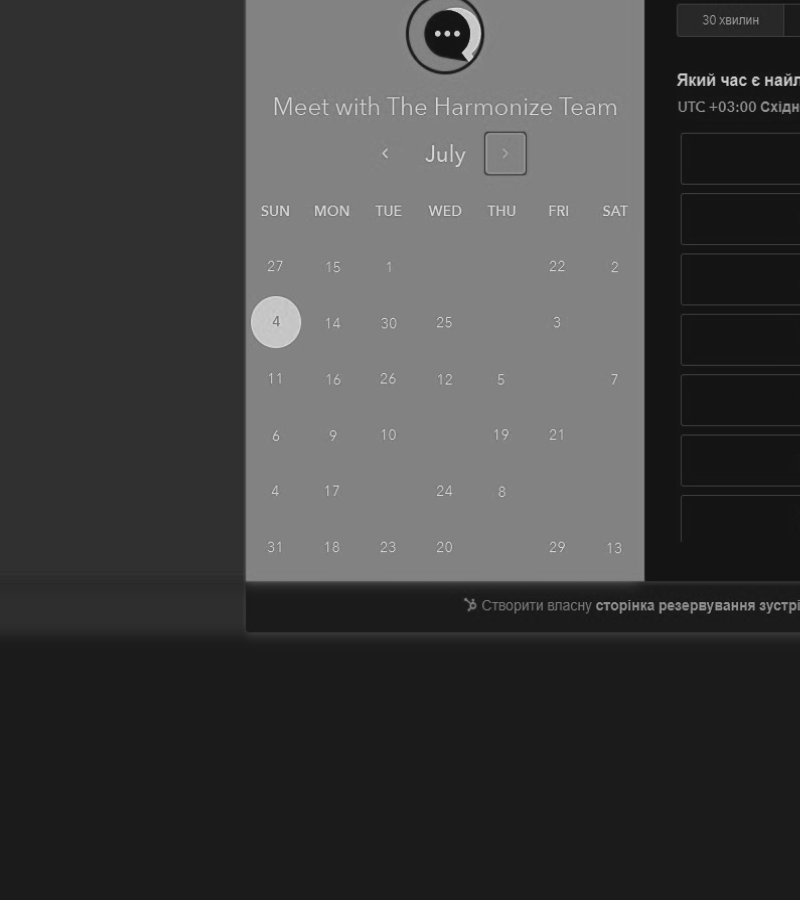 30 хвилин
Який час є найл
UTC +03:00 Східн
Meet with The Harmonize Team
July
SUN MON TUE WED THU FRI SAT
27 15 1 22 2
4 14 30 25 3
11 16 26 12 5 7
6 9 10 19 21
4 17 24 8
31 18 23 20 29 13
Створити власну сторінка резервування зустрі